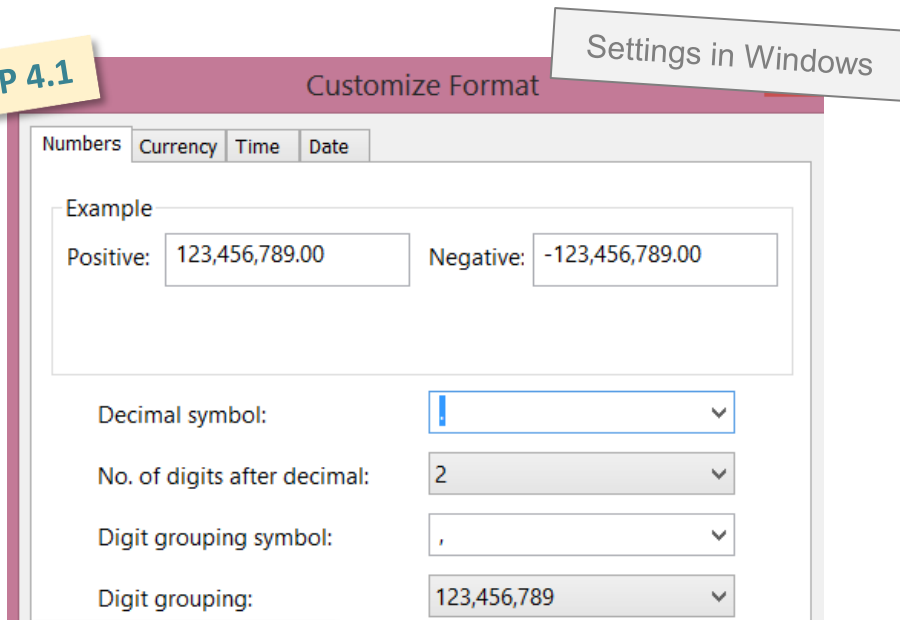 Settings in Windows
P 4.1
Customize Format
Numbers Currency Time Date
Example
Positive: 123,456,789.00 Negative: -123,456,789.00
Decimal symbol: .
No. of digits after decimal: 2
Digit grouping symbol: ,
Digit grouping: 123,456,789